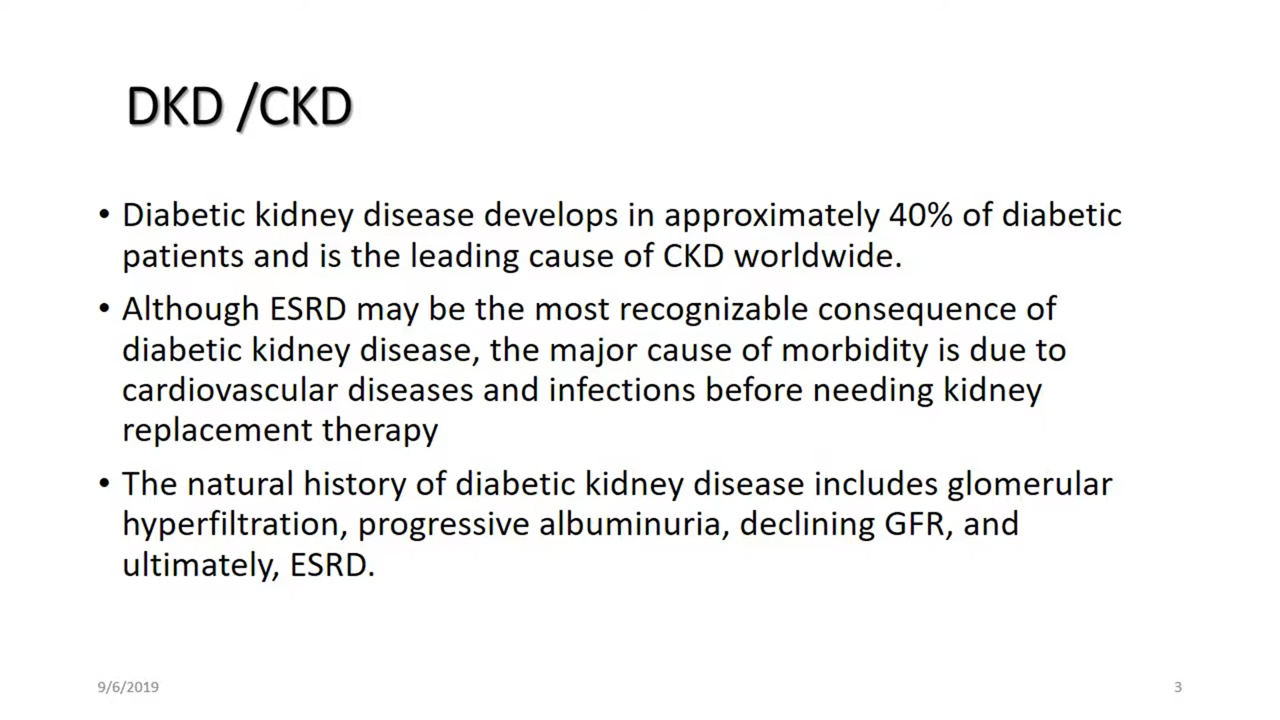 DKD /CKD
• Diabetic kidney disease develops in approximately 40% of diabetic
patients and is the leading cause of CKD worldwide.
• Although ESRD may be the most recognizable consequence of
diabetic kidney disease, the major cause of morbidity is due to
cardiovascular diseases and infections before needing kidney
replacement therapy
• The natural history of diabetic kidney disease includes glomerular
hyperfiltration, progressive albuminuria, declining GFR, and
ultimately, ESRD.
9/6/2019
3